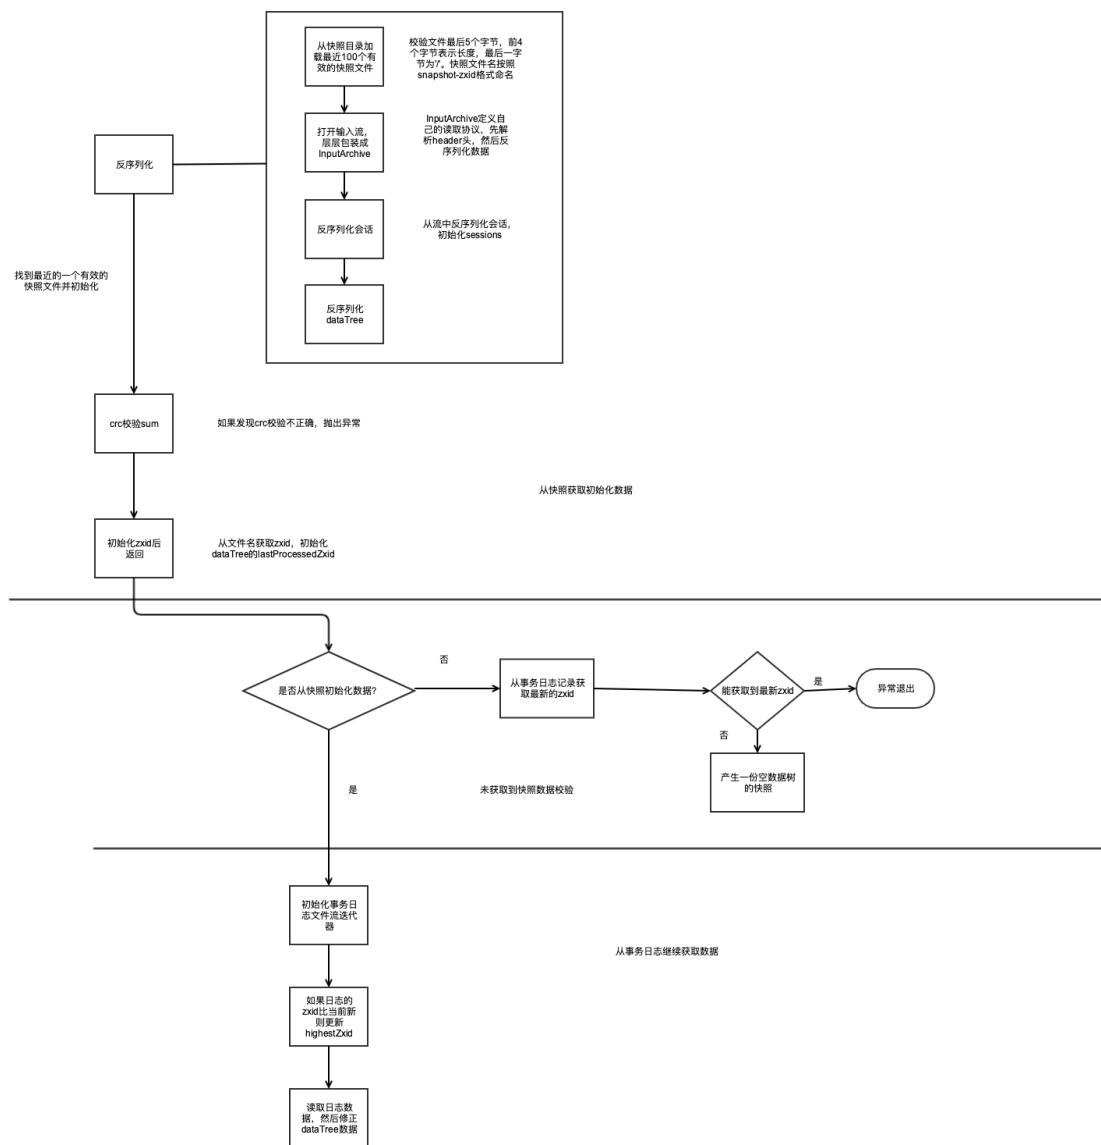 从快照目录加
载最近100个有
效的快照文件
校验文件最后5个字节，前4
个字节表示长度，最后一字
节为'/'。快照文件名按照
snapshot-zxid格式命名
打开输入流，
层层包装成
InputArchive
InputArchive定义自
己的读取协议，先解
析header头，然后反
序列化数据
反序列化
反序列化会话
从流中反序列化会话，
初始化sessions
找到最近的一个有效的
快照文件并初始化
反序列化
dataTree
crc校验sum
如果发现crc校验不正确，抛出异常
从快照获取初始化数据
初始化zxid后
返回
从文件名获取zxid，初始化
dataTree的lastProcessedZxid
是否从快照初始化数据？
否
从事务日志记录获
取最新的zxid
能获取到最新zxid
是
异常退出
否
产生一份空数据树
的快照
是
未获取到快照数据校验
初始化事务日
志文件流迭代
器
从事务日志继续获取数据
如果日志的
zxid比当前新
则更新
highestZxid
读取日志数
据，然后修正
dataTree数据